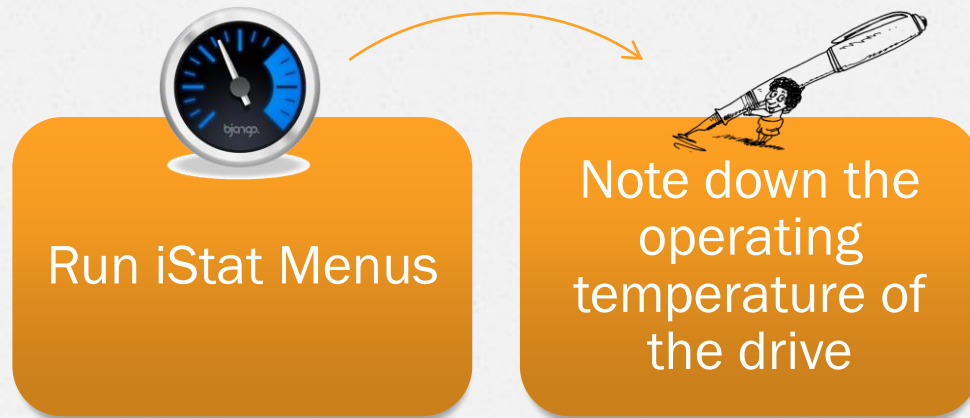 bjango.
Run iStat Menus
Note down the
operating
temperature of
the drive